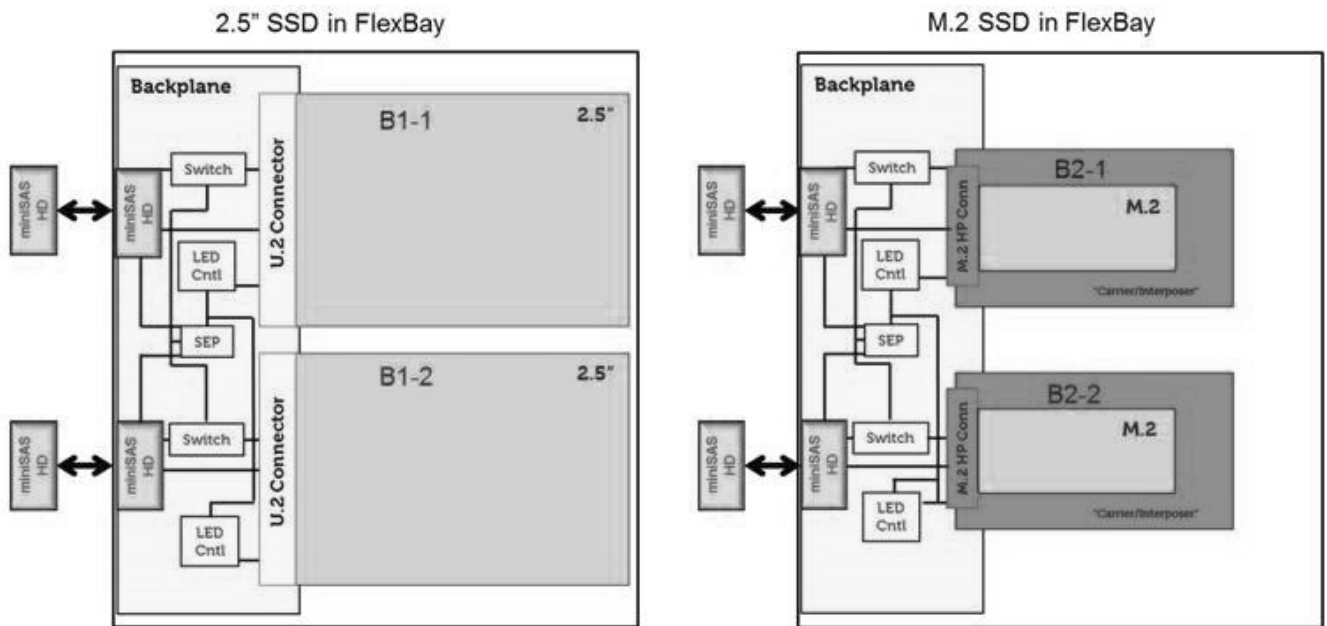 2.5” SSD in FlexBay
Backplane
B1-1
2.5”
U.2 Connector
Switch
miniSAS
HD
miniSAS
HD
LED
Cntl
SEP
B1-2
2.5”
U.2 Connector
Switch
miniSAS
HD
miniSAS
HD
LED
Cntl
M.2 SSD in FlexBay
Backplane
B2-1
M.2
M.2 HP Conn
"Carrier/Interposer"
Switch
miniSAS
HD
miniSAS
HD
LED
Cntl
SEP
B2-2
M.2
M.2 HP Conn
"Carrier/Interposer"
Switch
miniSAS
HD
miniSAS
HD
LED
Cntl